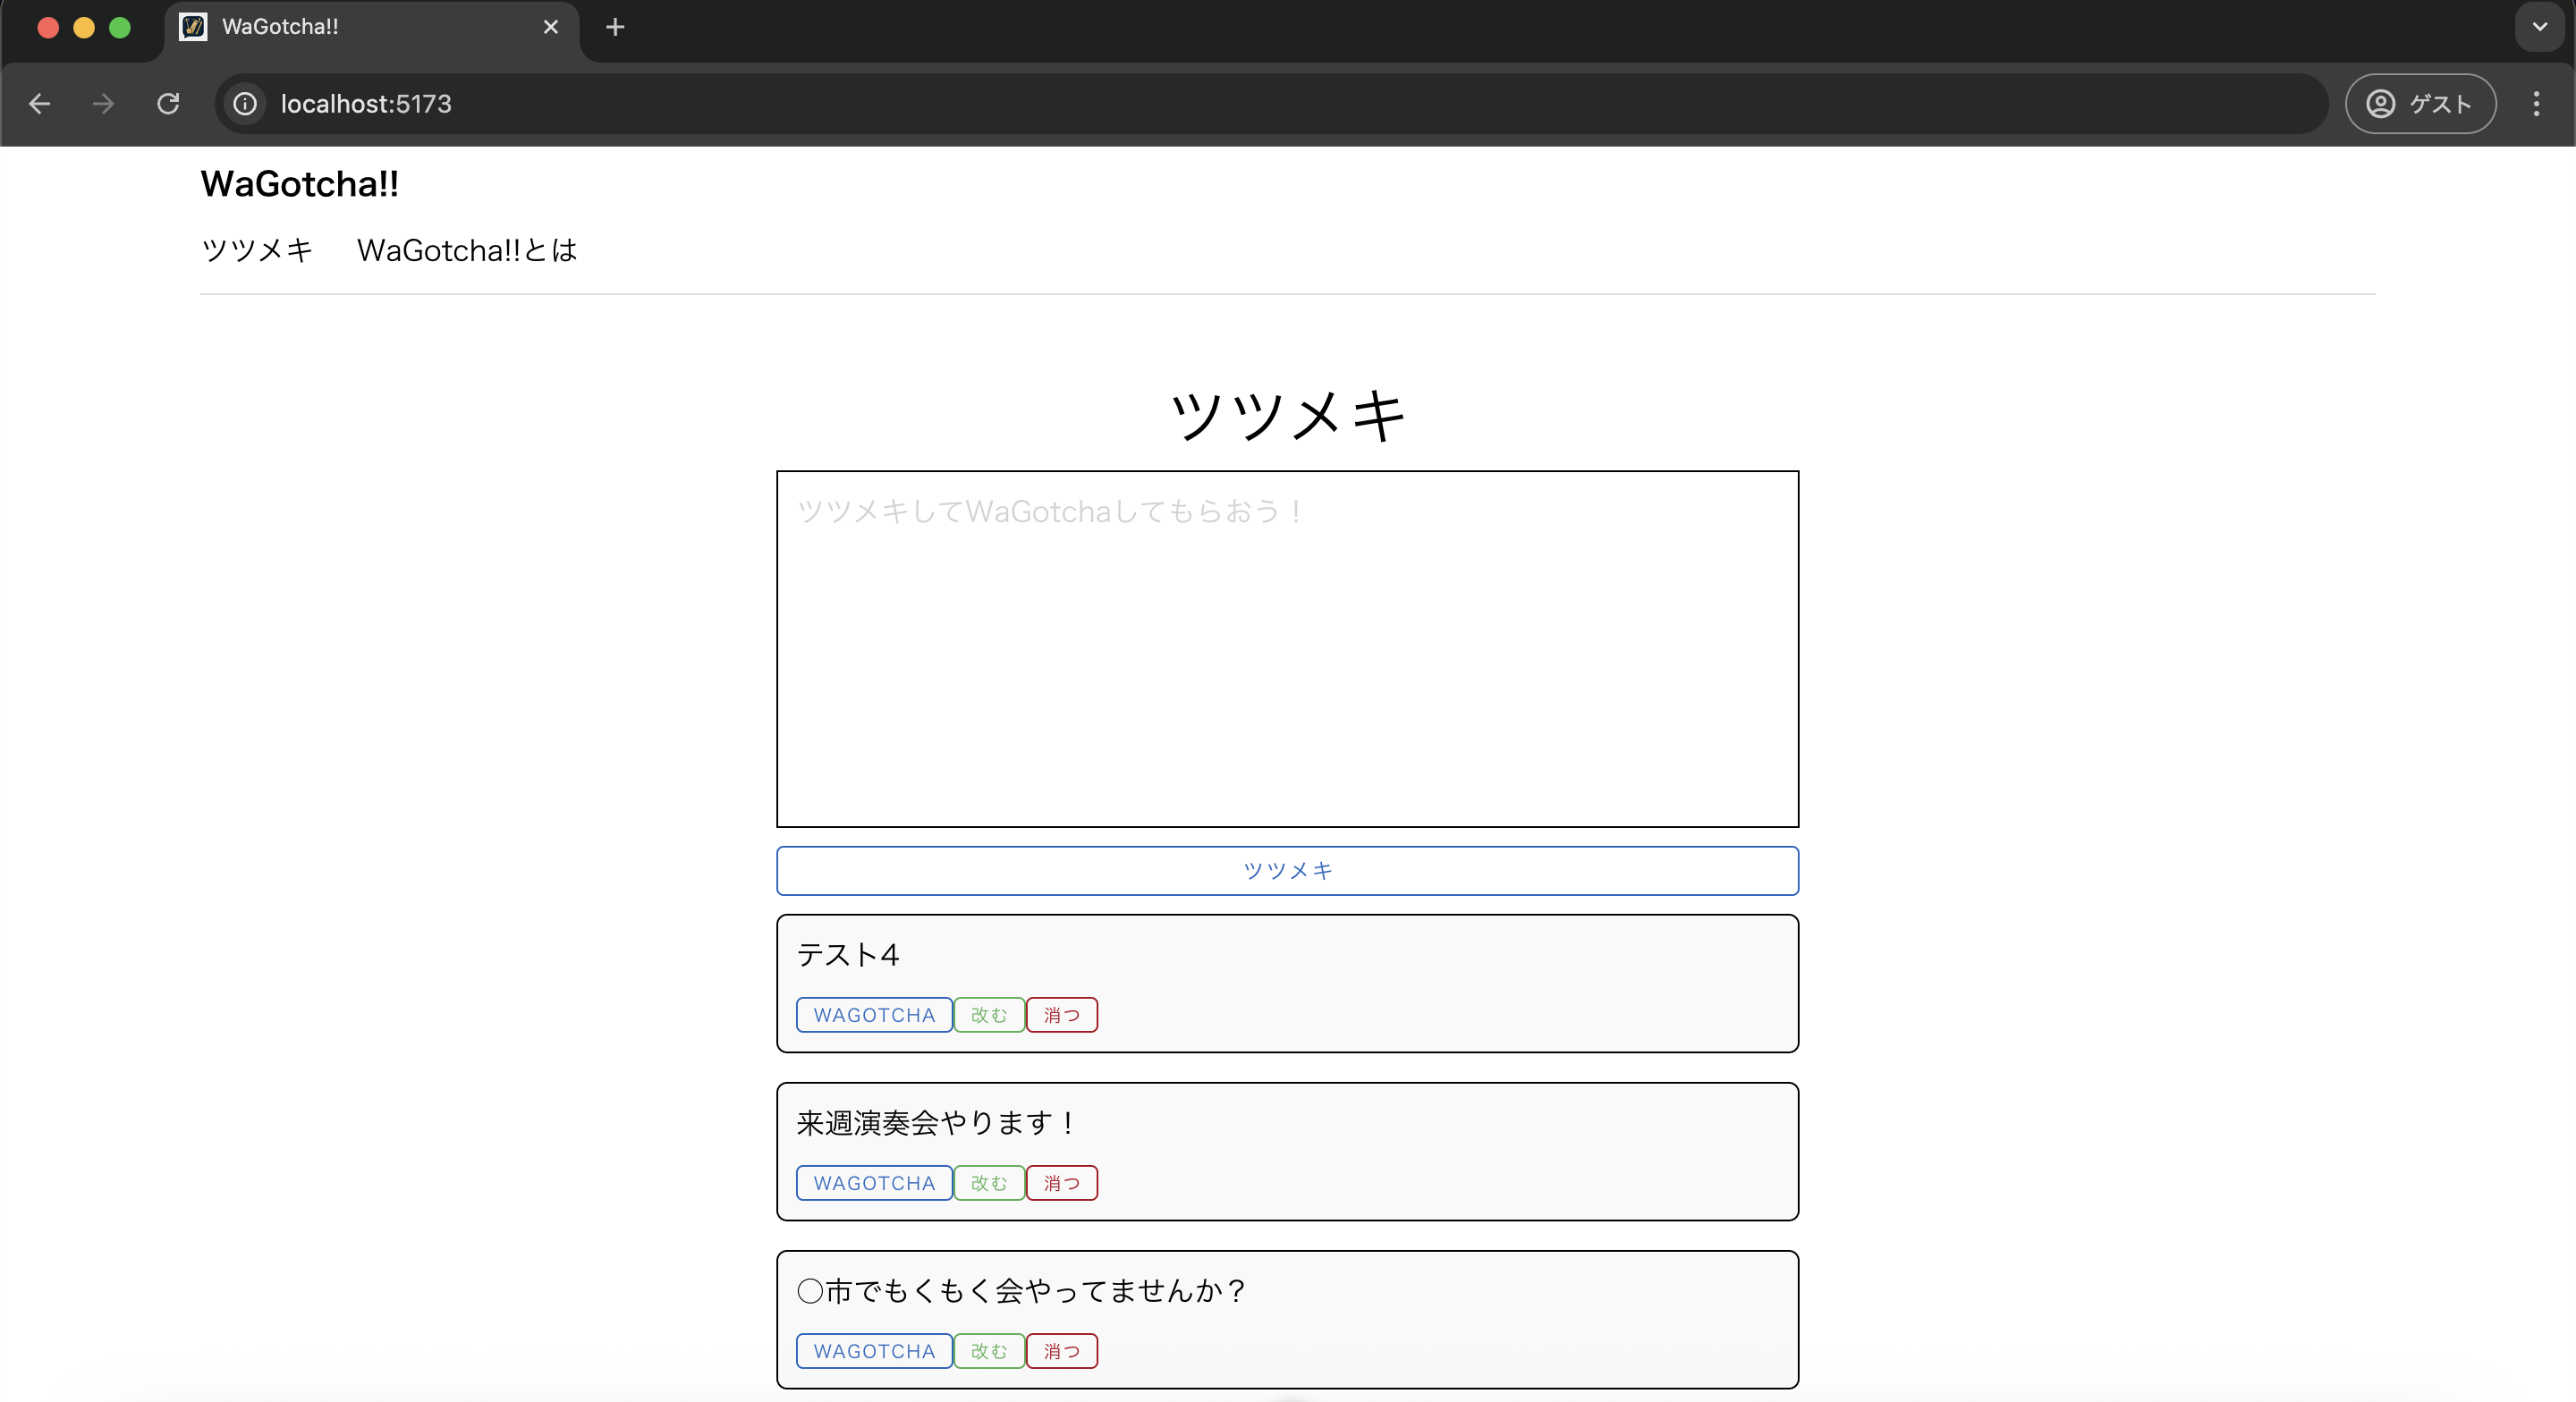 WaGotcha!!
localhost:5173
ゲスト
WaGotcha!!
ツツメキ WaGotcha!!とは
ツツメキ
ツツメキしてWaGotchaしてもらおう！
ツツメキ
テスト4
WAGOTCHA 改む 消つ
来週演奏会やります！
WAGOTCHA 改む 消つ
〇市でもくもく会やってませんか？
WAGOTCHA 改む 消つ